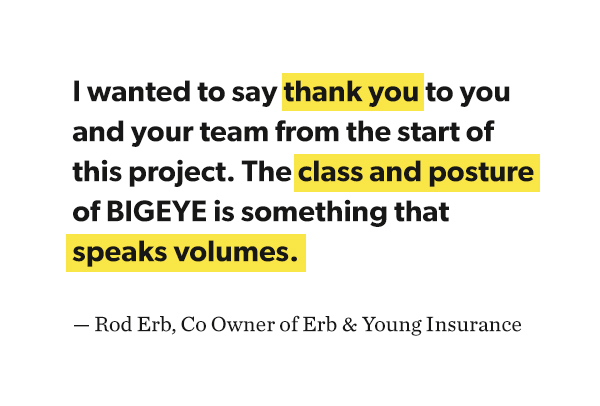 I wanted to say thank you to you
and your team from the start of
this project. The class and posture
of BIGEYE is something that
speaks volumes.
— Rod Erb, Co Owner of Erb & Young Insurance